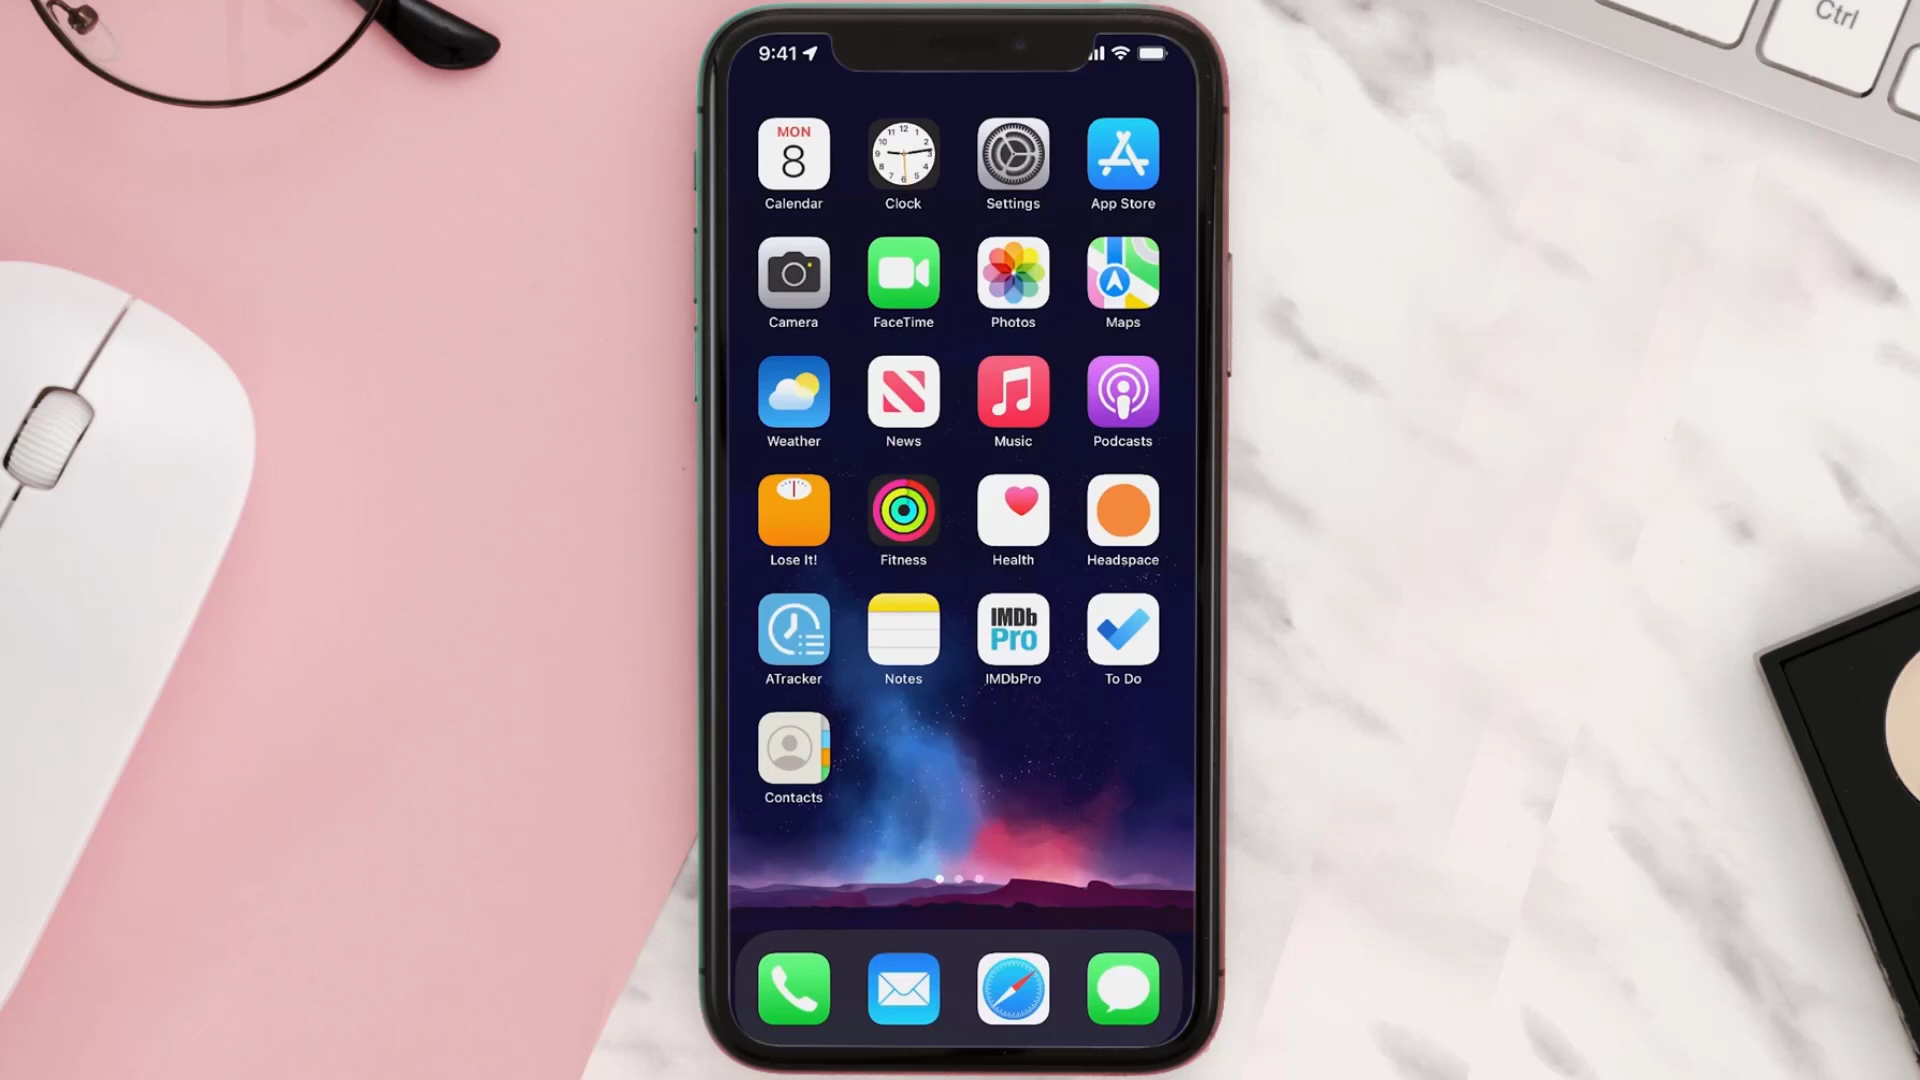 Ctrl
9:41
MON
8
Calendar Clock Settings App Store
Camera FaceTime Photos Maps
Weather News Music Podcasts
Lose It! Fitness Health Headspace
IMDb
Pro
ATracker Notes IMDbPro To Do
Contacts